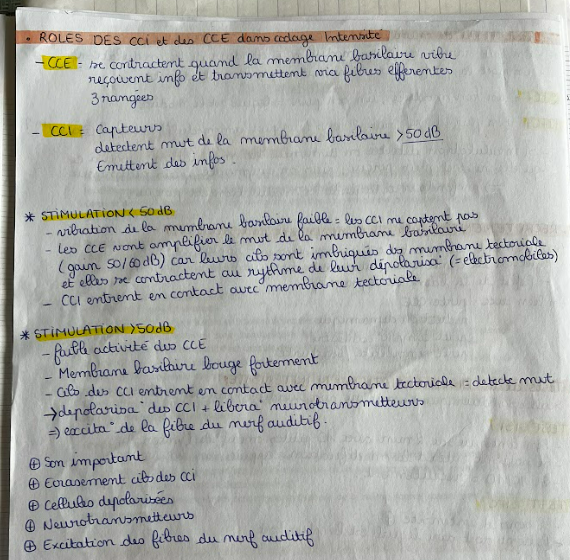 • ROLES DES CCI et des CCE dans codage Intensité
- CCE = se contractent quand la membrane basilaire vibre
reçoivent info et transmettent via fibres efferentes
3 rangées
- CCI = Capteurs
detectent mvt de la membrane basilaire > 50 dB
Emettent des infos.
* STIMULATION < 50 dB
- vibration de la membrane basilaire faible = les CCI ne captent pas
- Les CCE vont amplifier le mvt de la membrane basilaire
(gain 50/60 dB) car leurs cils sont imbriqués ds membrane tectoriale
et elles se contractent au rythme de leur dépolarisa° (= electromobiles)
- CCI entrent en contact avec membrane tectoriale
* STIMULATION > 50 dB
- faible activité des CCE
- Membrane basilaire bouge fortement
- Cils des CCI entrent en contact avec membrane tectoriale = detecte mvt
→ depolarisa° des CCI + libera° neurotransmetteurs
=> excita° de la fibre du nerf auditif.
⊕ Son important
⊕ Ecrasement cils des CCI
⊕ Cellules depolarisées
⊕ Neurotransmetteurs
⊕ Excitation des fibres du nerf auditif